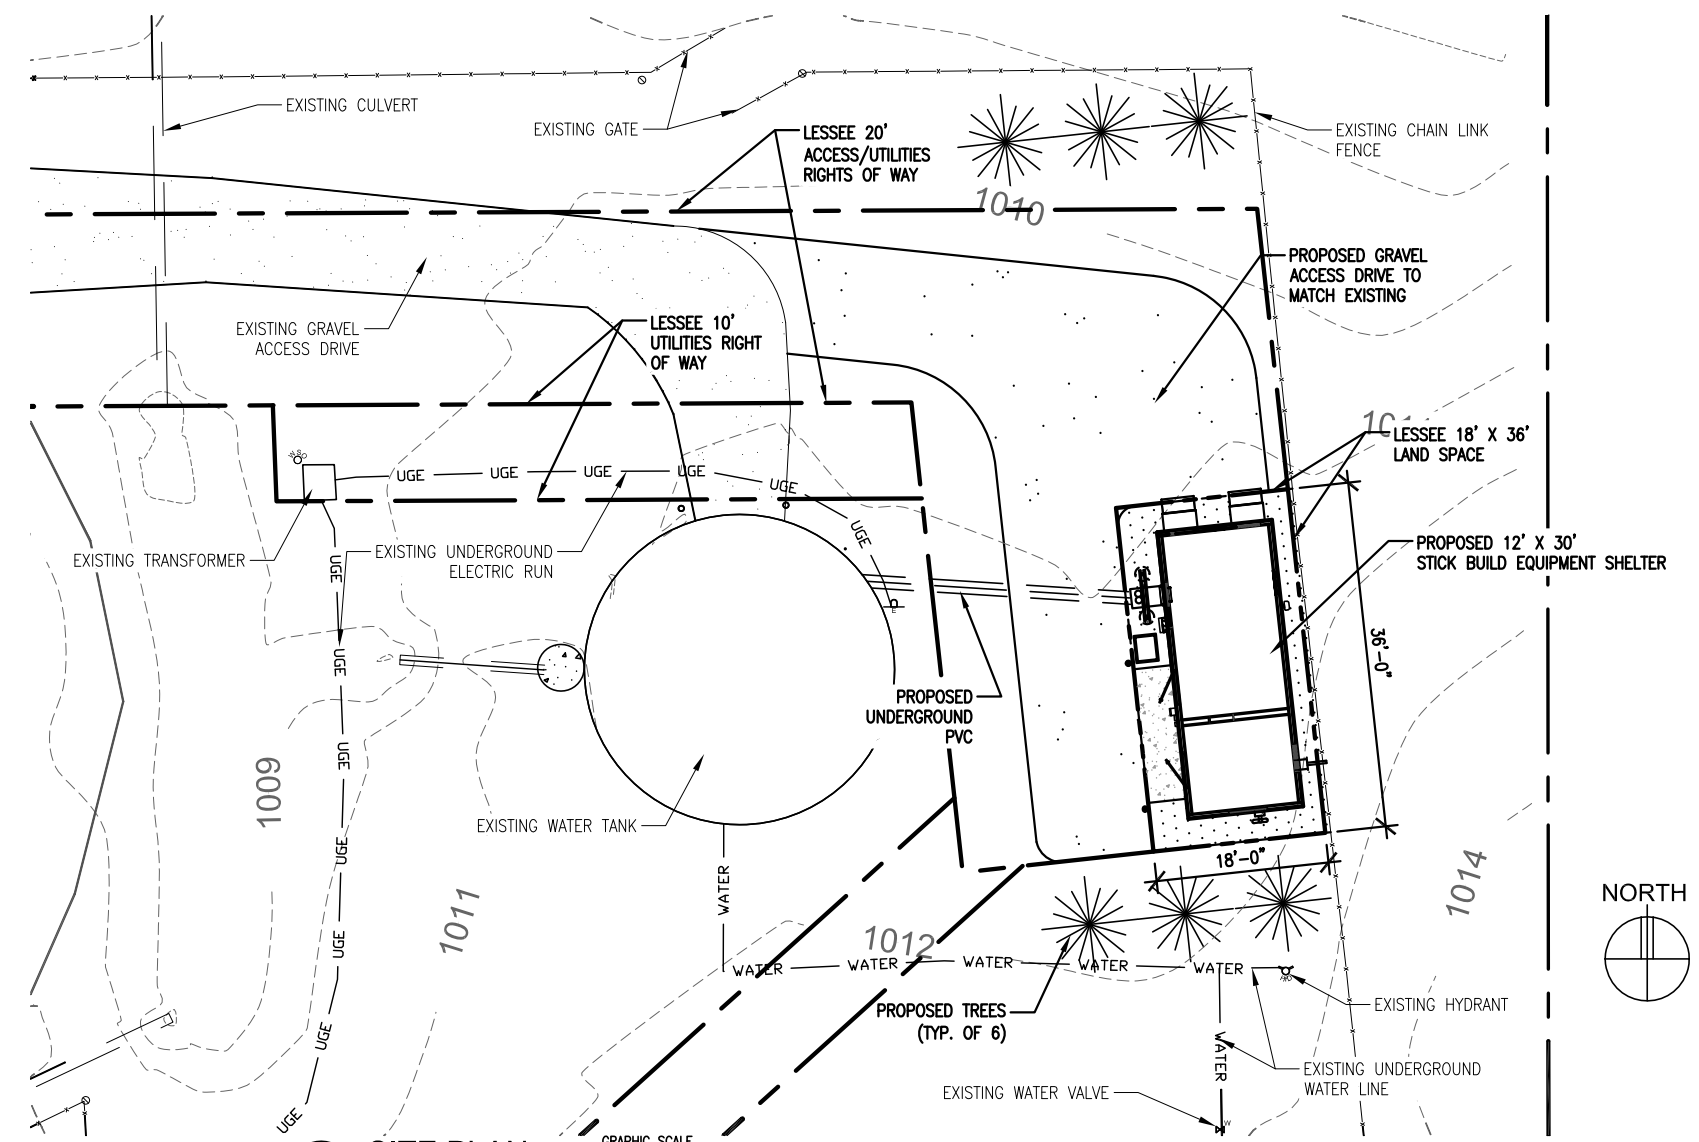 EXISTING CULVERT
EXISTING GATE
LESSEE 20'
ACCESS/UTILITIES
RIGHTS OF WAY
EXISTING CHAIN LINK
FENCE
1010
PROPOSED GRAVEL
ACCESS DRIVE TO
MATCH EXISTING
EXISTING GRAVEL
ACCESS DRIVE
LESSEE 10'
UTILITIES RIGHT
OF WAY
LESSEE 18' X 36'
LAND SPACE
UGE
UGE
UGE
UGE
UGE
UGE
EXISTING TRANSFORMER
EXISTING UNDERGROUND
ELECTRIC RUN
PROPOSED 12' X 30'
STICK BUILD EQUIPMENT SHELTER
UGE
E
UGE
36'-0"
PROPOSED
UNDERGROUND
PVC
UGE
1009
EXISTING WATER TANK
UGE
18'-0"
1014
NORTH
WATER
1011
UGE
1012
WATER
WATER
WATER
WATER
WATER
PROPOSED TREES
(TYP. OF 6)
EXISTING HYDRANT
UGE
WATER
EXISTING UNDERGROUND
WATER LINE
EXISTING WATER VALVE
UGE
W
SITE PLAN
GRAPHIC SCALE